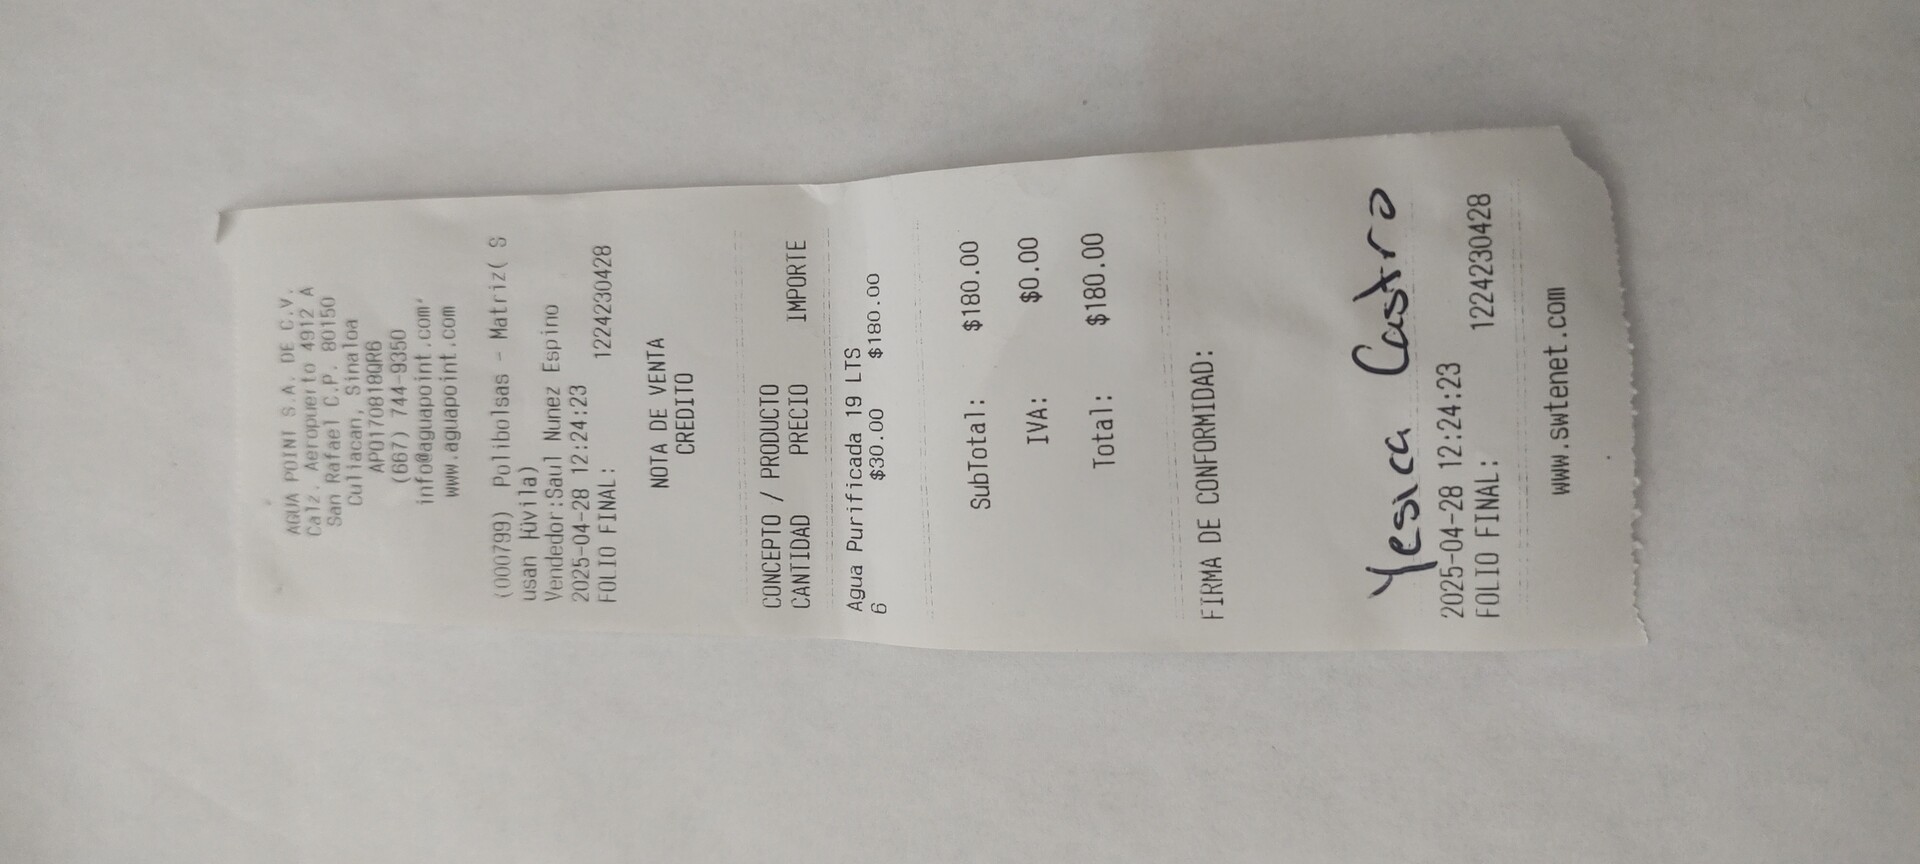 AGUA POINT S.A. DE C.V.
Calz. Aeropuerto 4912 A
San Rafael C.P. 80150
Culiacan, Sinaloa
APO170818QR6
(667) 744-9350
info@aguapoint.com'
www.aguapoint.com
(000799) Polibolsas - Matriz( S
usan
Vendedor:Saul Nunez Espino
2025-04-28 12:24:23
FOLIO FINAL: 1224230428
NOTA DE VENTA
CREDITO
CONCEPTO / PRODUCTO
CANTIDAD PRECIO IMPORTE
Agua Purificada 19 LTS
6 $30.00 $180.00
SubTotal: $180.00
IVA: $0.00
Total: $180.00
FIRMA DE CONFORMIDAD:
Yesica Castro
2025-04-28 12:24:23
FOLIO FINAL: 1224230428
www.swtenet.com